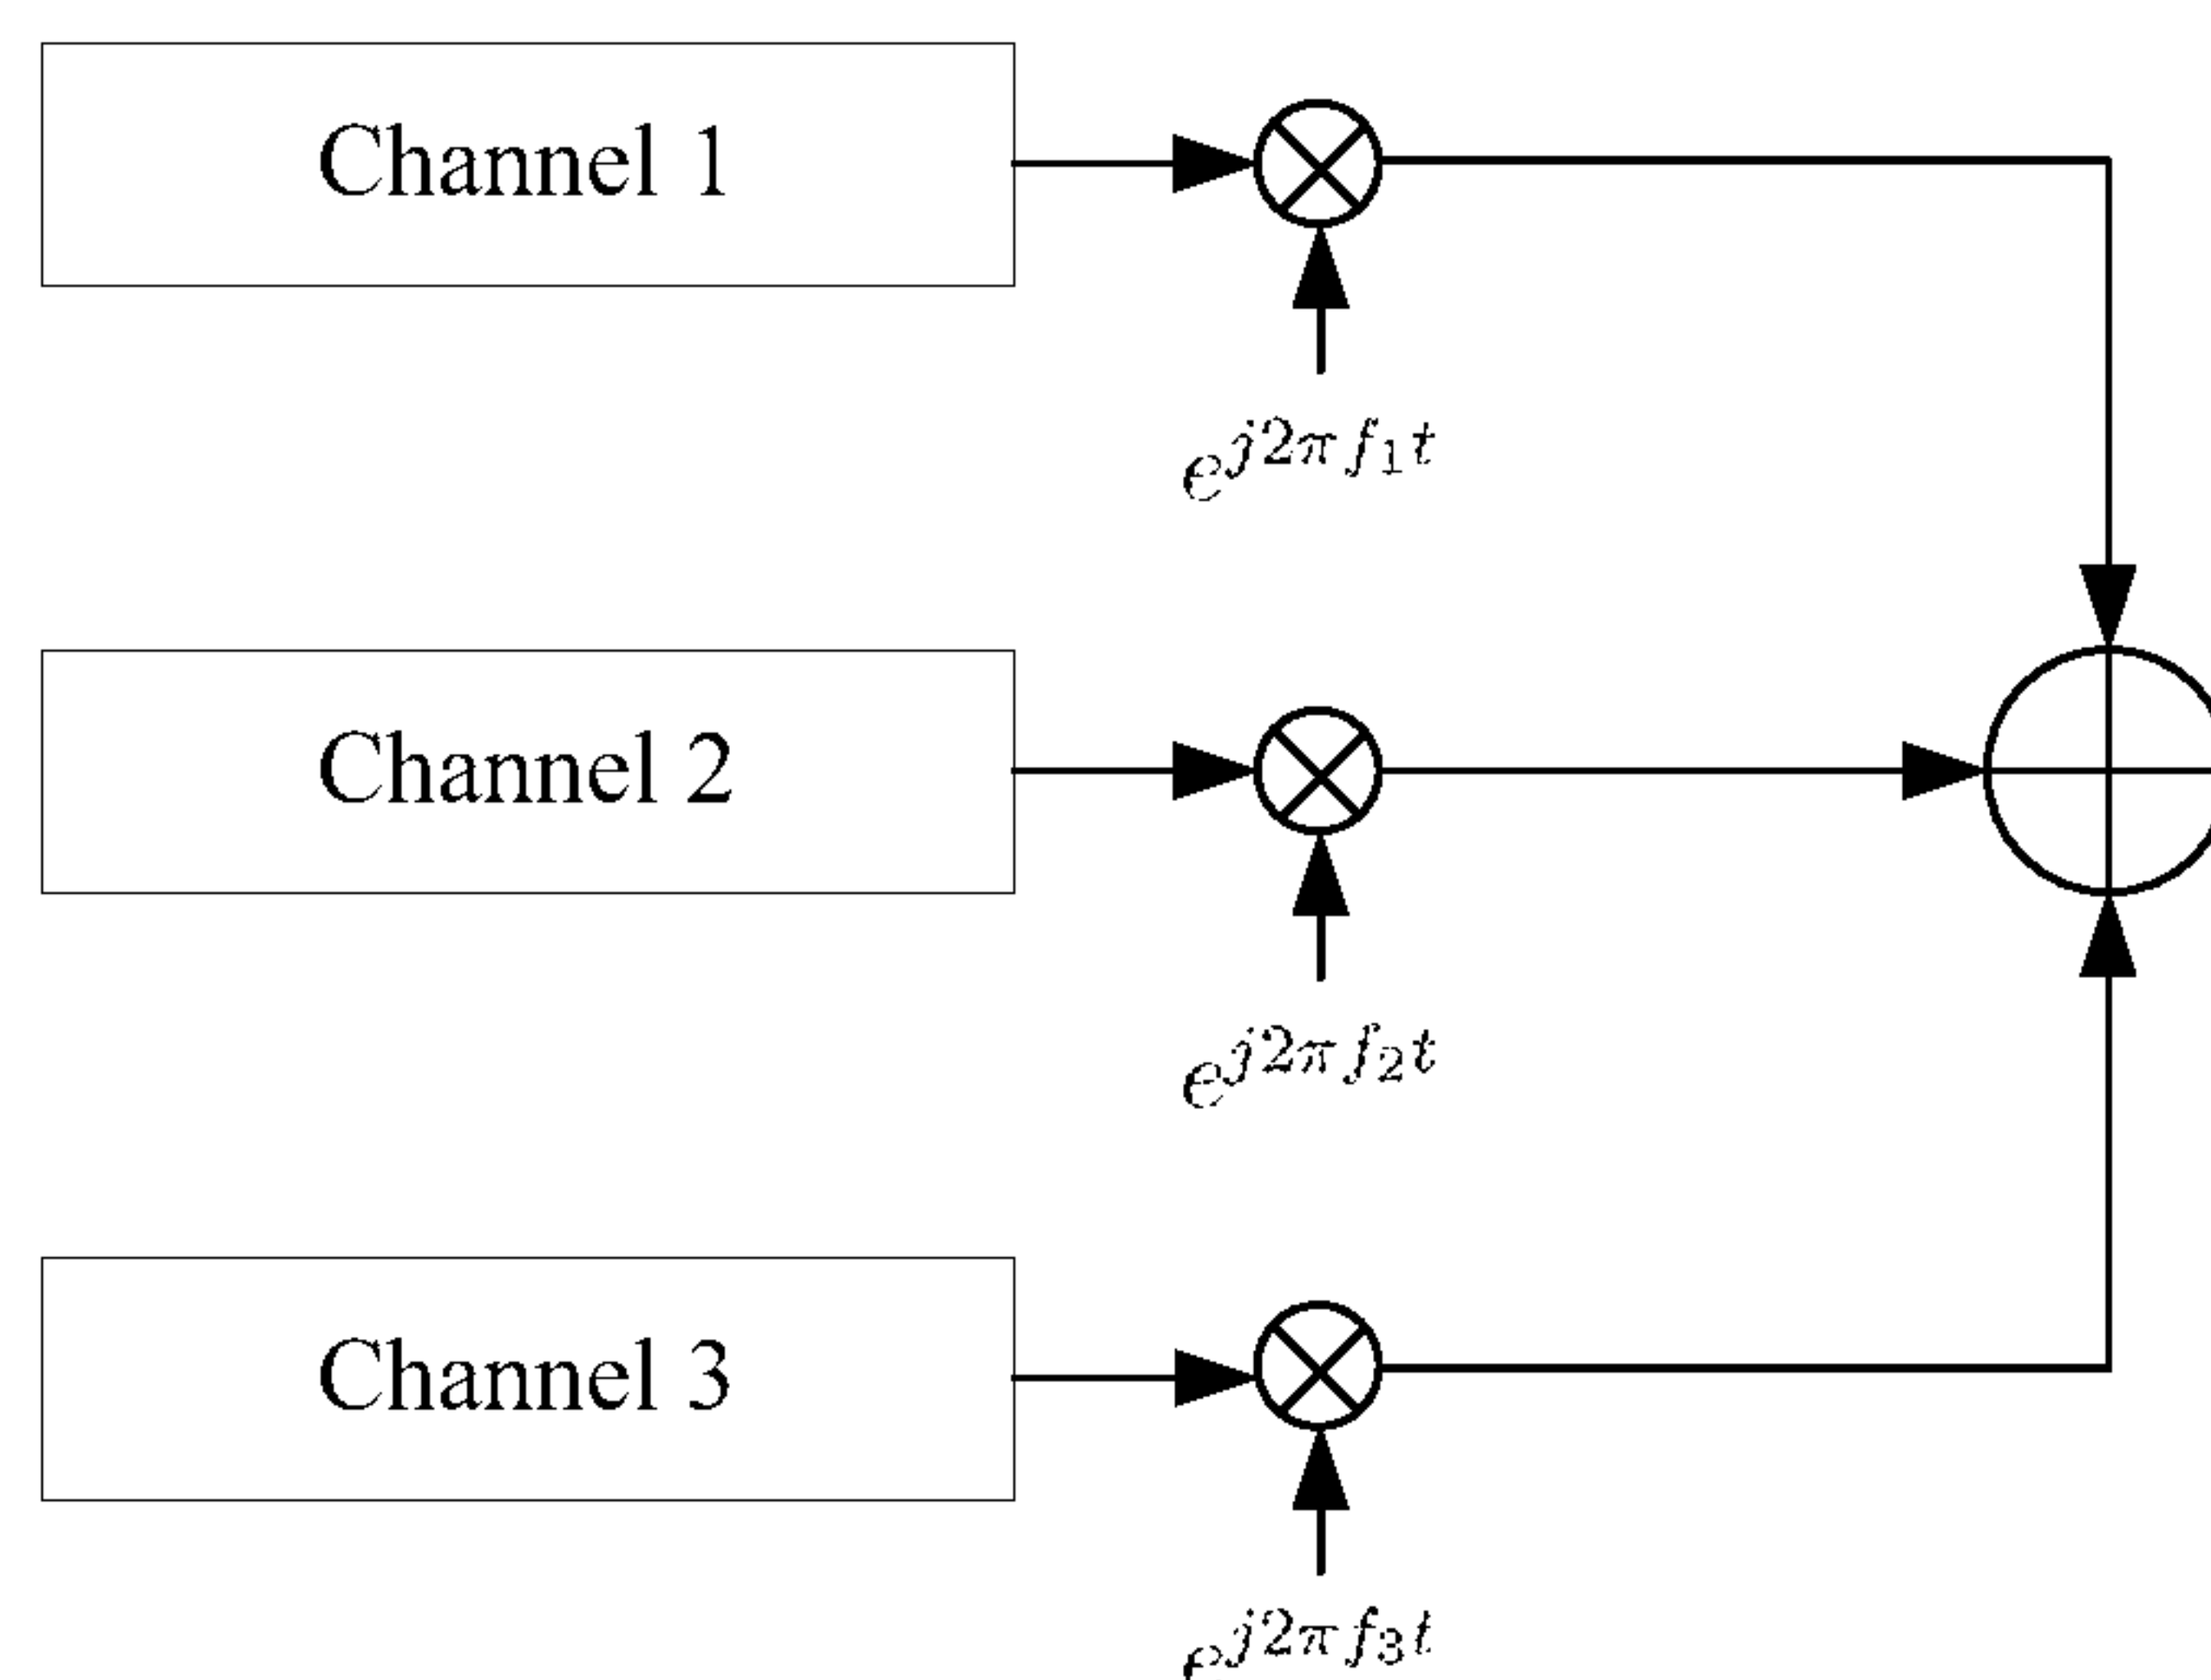 Channel 1
e^{j2πf_1t}
Channel 2
e^{j2πf_2t}
Channel 3
e^{j2πf_3t}